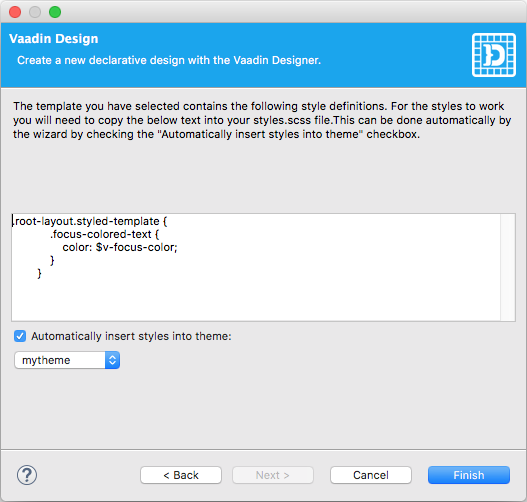 Vaadin Design
Create a new declarative design with the Vaadin Designer.
The template you have selected contains the following style definitions. For the styles to work
you will need to copy the below text into your styles.scss file.This can be done automatically by
the wizard by checking the "Automatically insert styles into theme" checkbox.
.root-layout.styled-template {
.focus-colored-text {
color: $v-focus-color;
}
}
Automatically insert styles into theme:
mytheme
?
< Back
Next >
Cancel
Finish